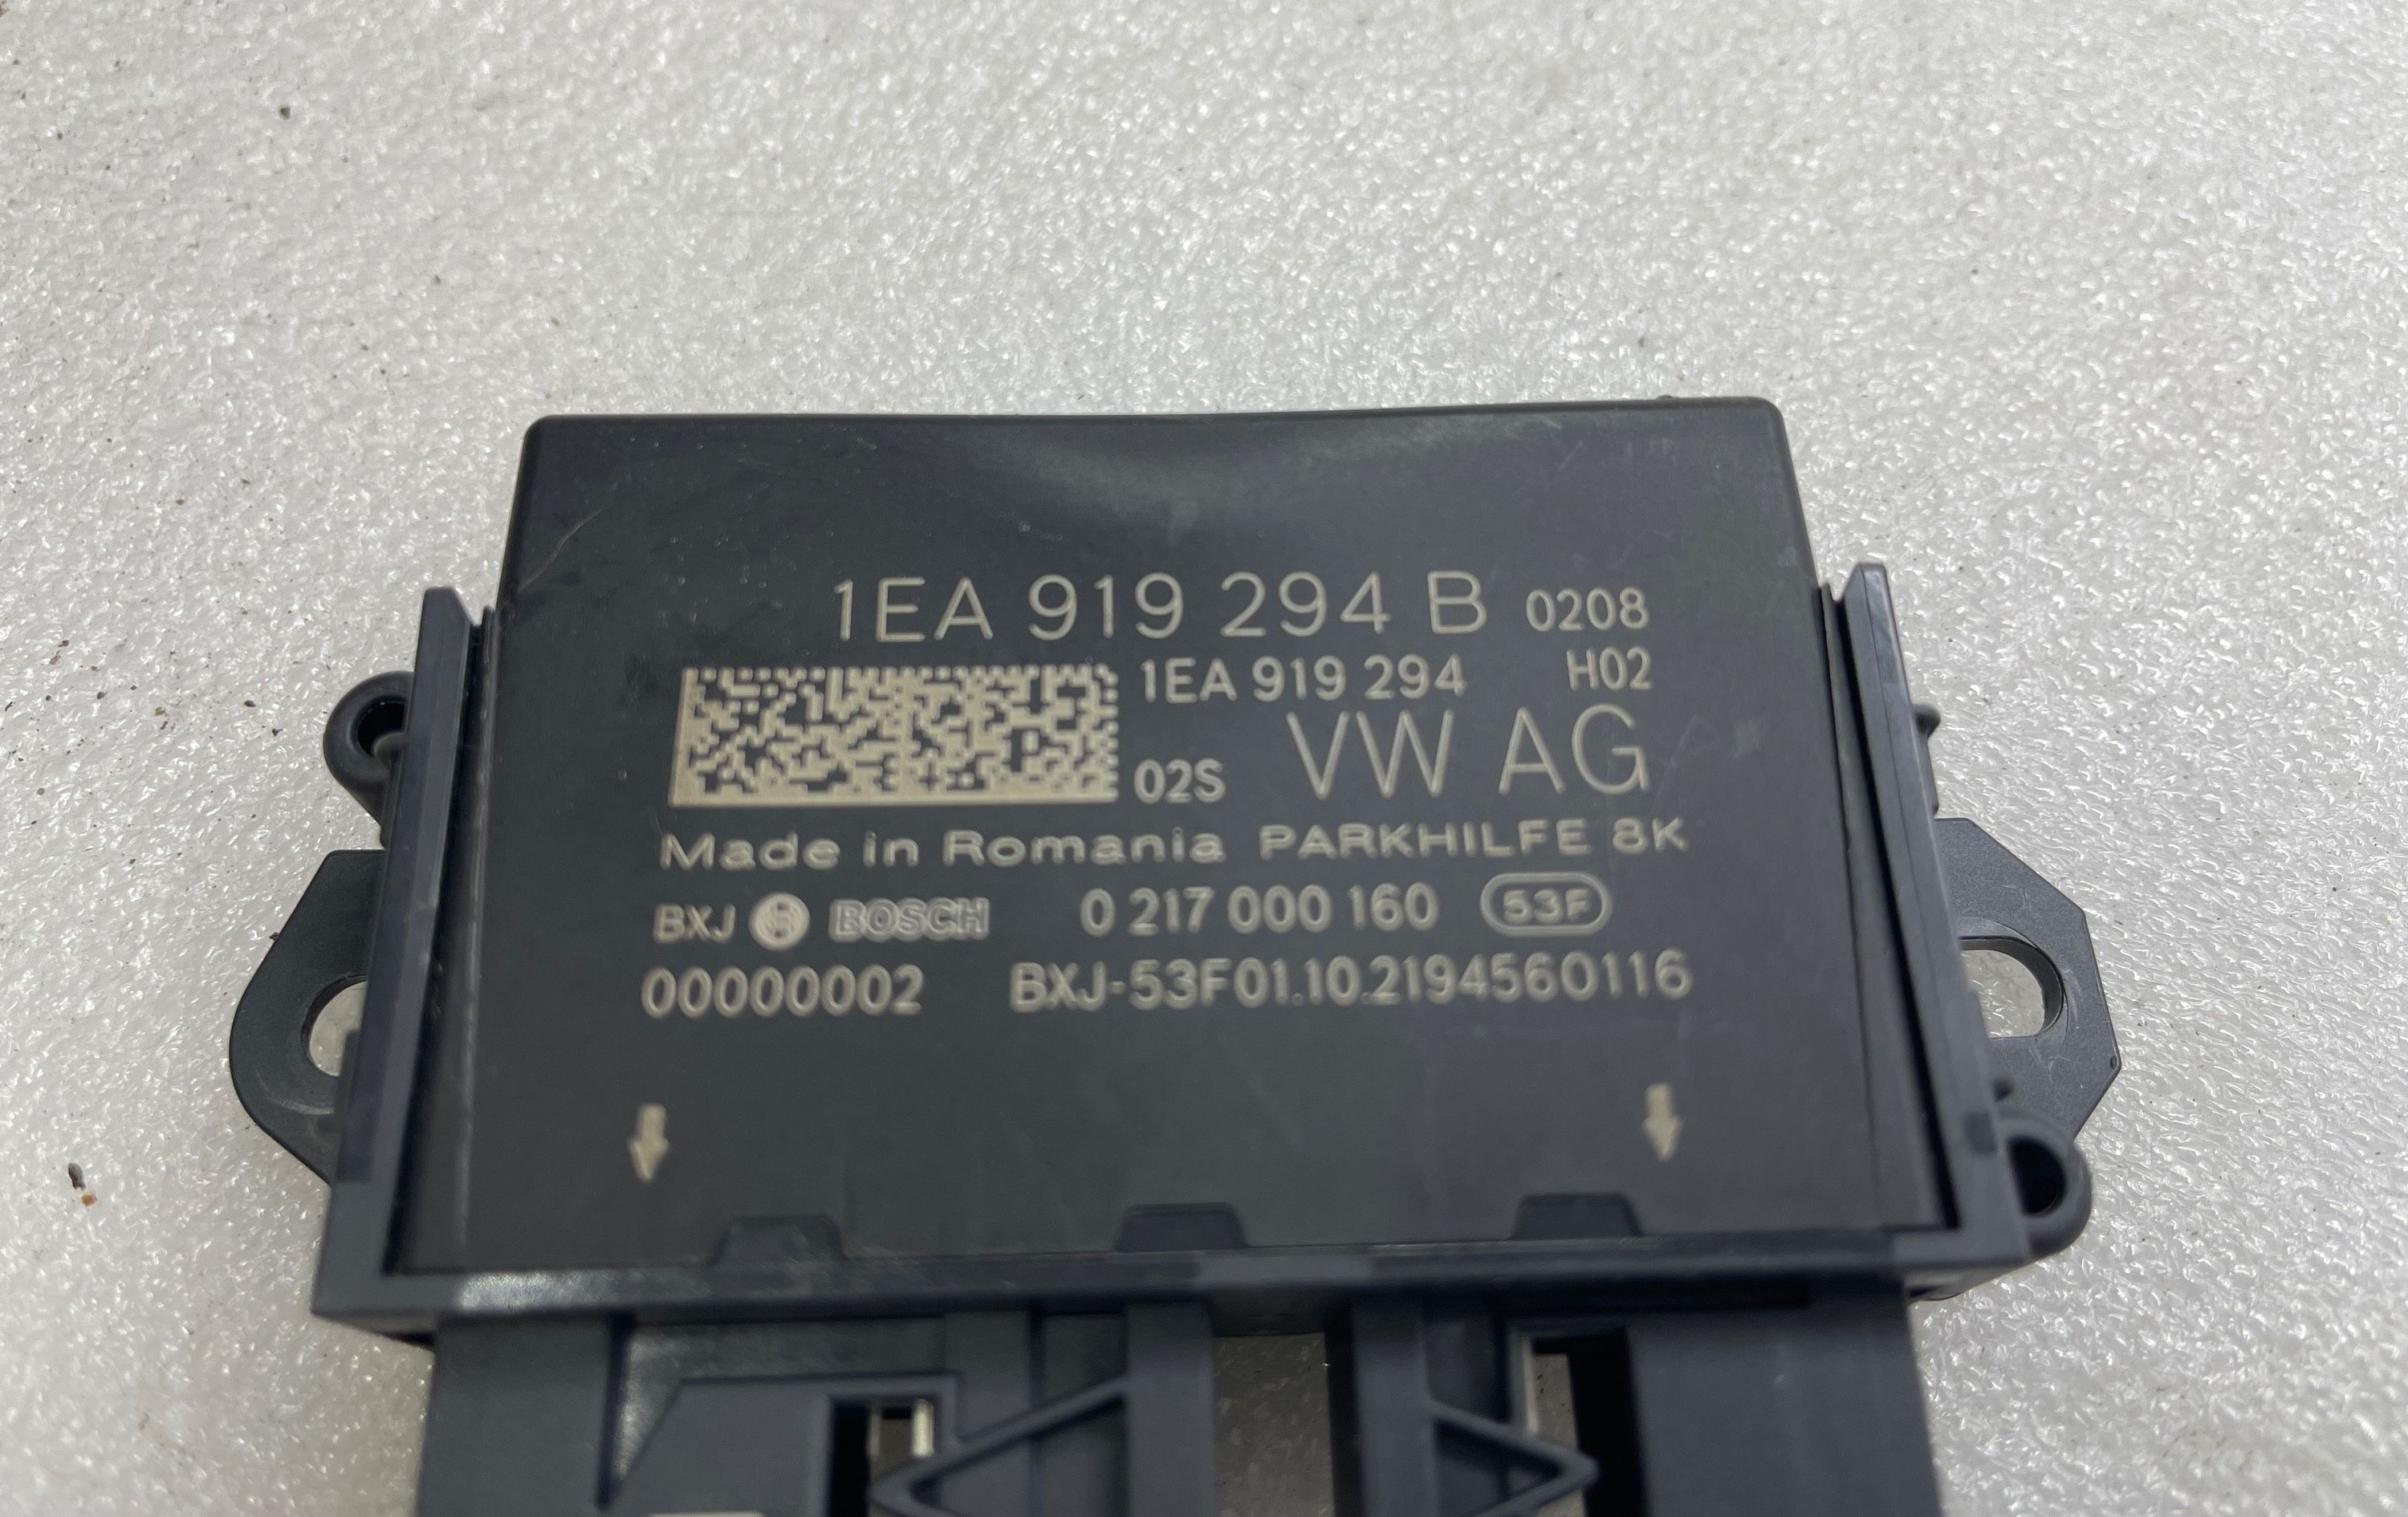 1EA 919 294 B 0208
1EA 919 294 H02
02S VW AG
Made in Romania PARKHILFE 8K
BXJ BOSCH 0 217 000 160 53F
00000002 BXJ-53F01.10.2194560116